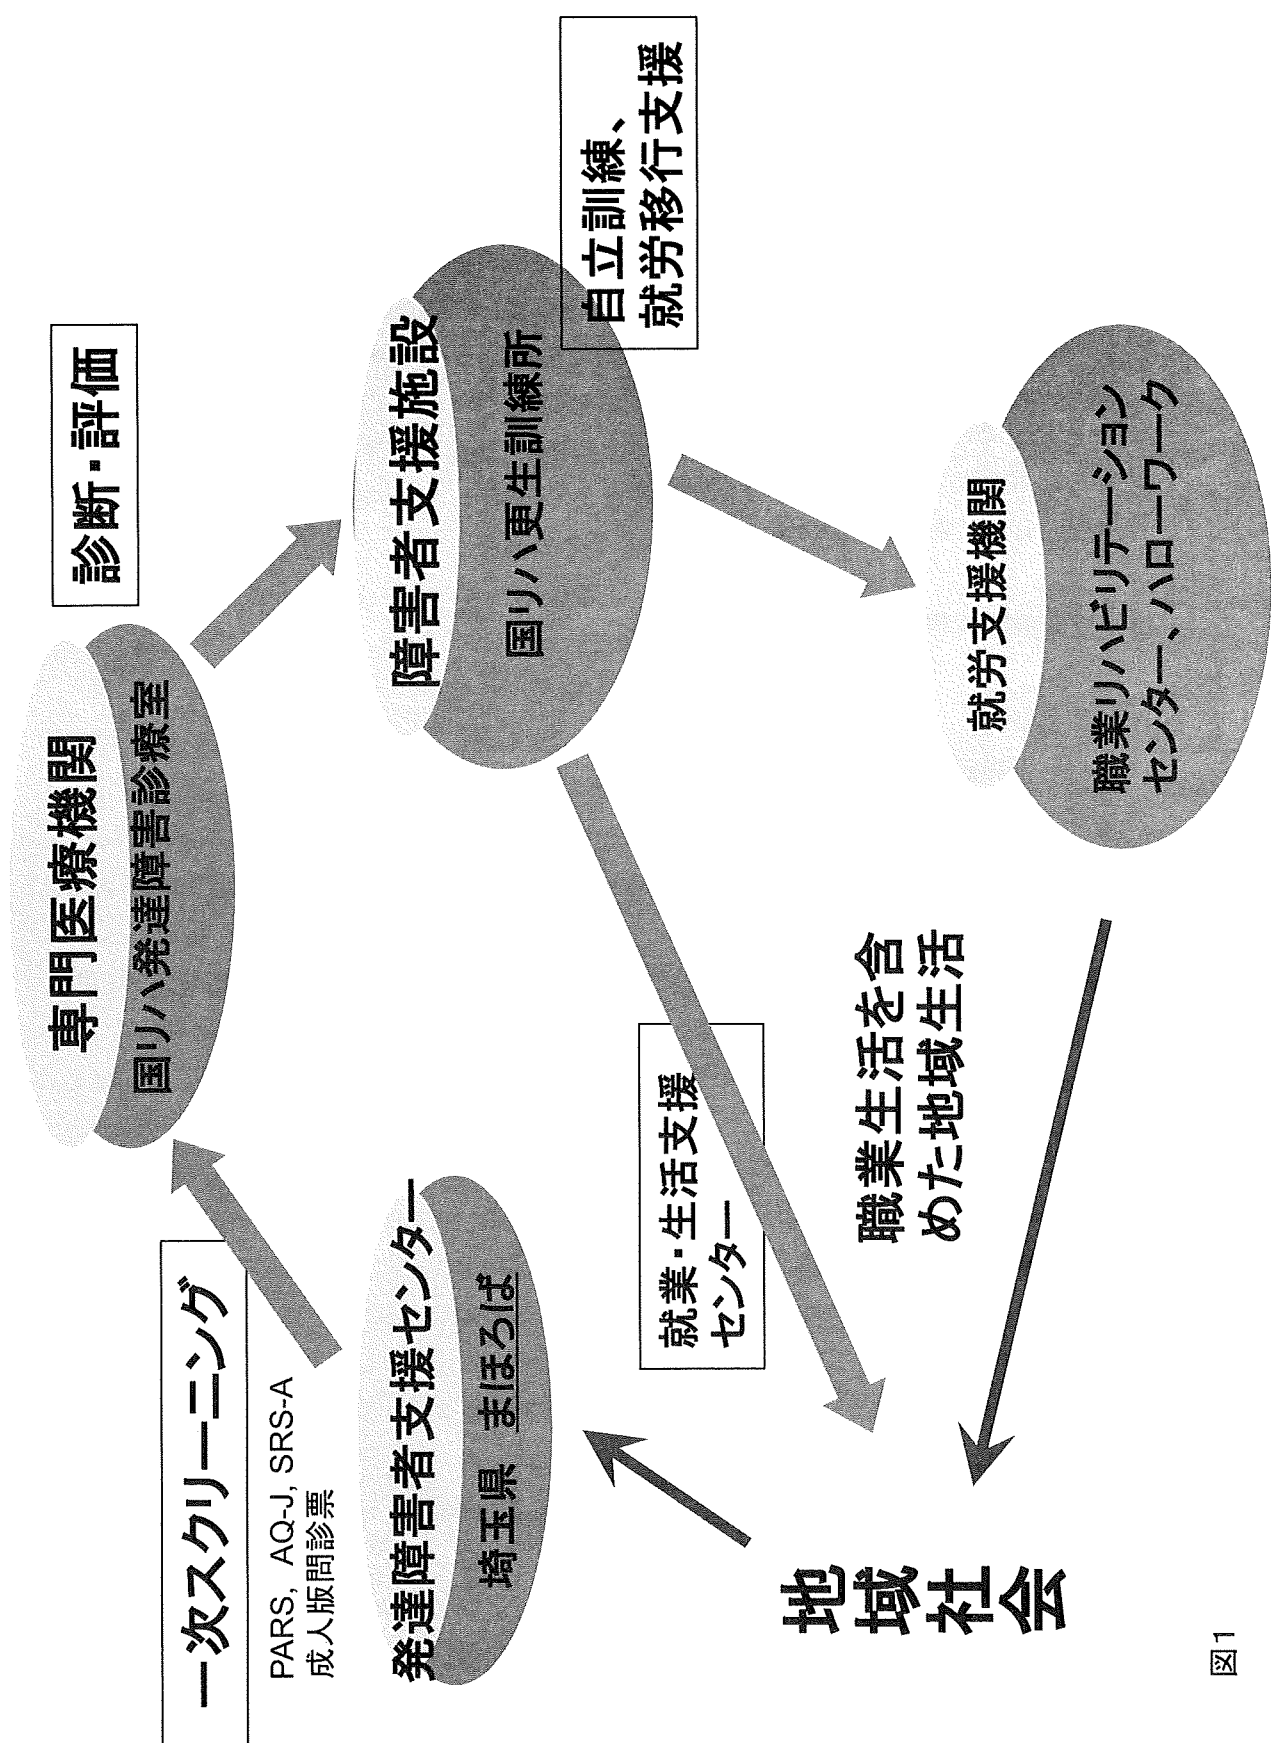 診断・評価
専門医療機関
国リハ発達障害診療室
一次スクリーニング
PARS, AQ-J, SRS-A
成人版問診票
発達障害者支援センター
埼玉県 まほろば
障害者支援施設
国リハ更生訓練所
自立訓練、
就労移行支援
就業・生活支援
センター
職業生活を含
めた地域生活
就労支援機関
職業リハビリテーション
センター、ハローワーク
地
域
社
会
図1